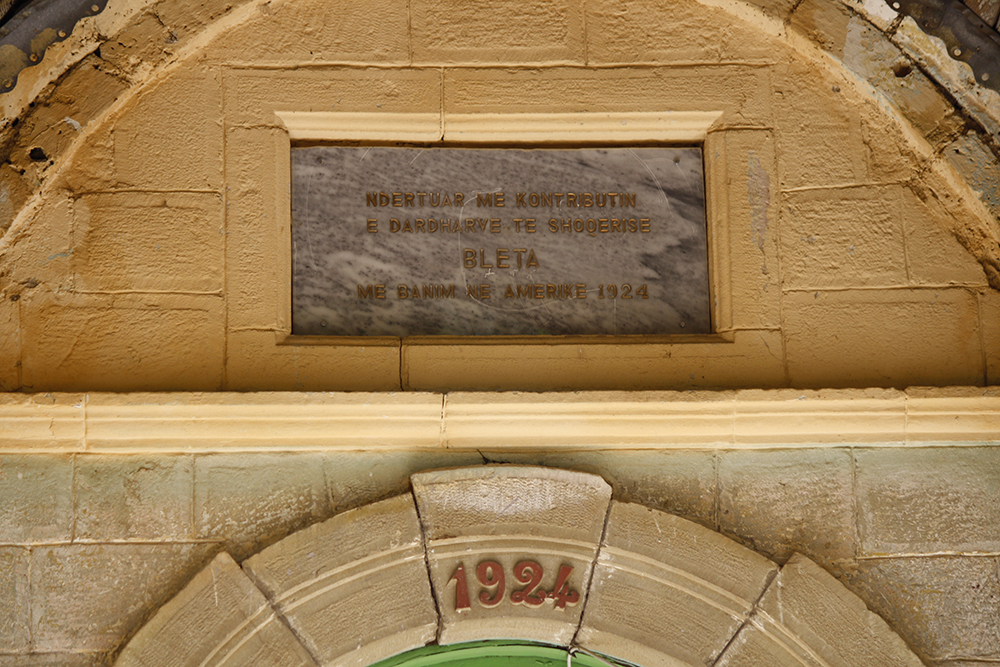 NDERTUAR ME KONTRIBUTIN
E DARDHARVE TE SHOQERISE
BLETA
ME BANIM NE AMERIKE 1924
1924